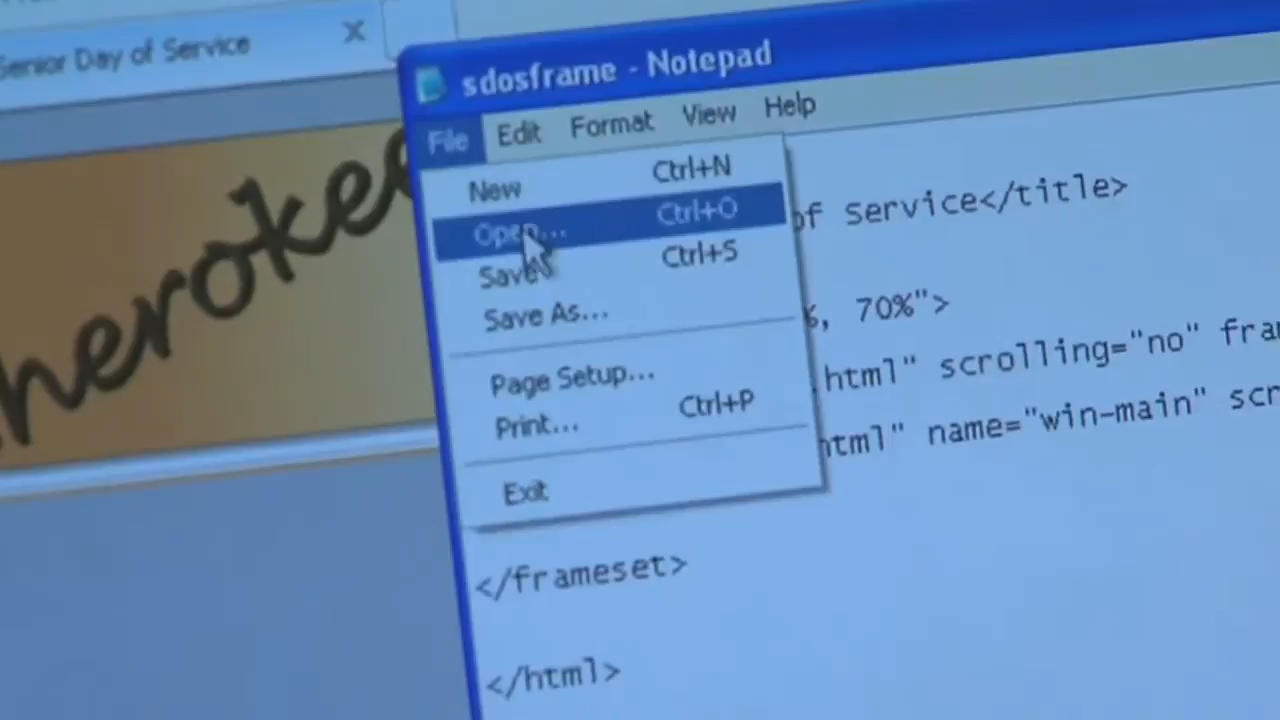 Senior Day of Service
sdosframe - Notepad
File Edit Format View Help
New Ctrl+N
Open... Ctrl+O
Save Ctrl+S
Save As...
Page Setup...
Print... Ctrl+P
Exit
of Service</title>
%, 70%">
.html" scrolling="no"
html" name="win-main"
</frameset>
</html>